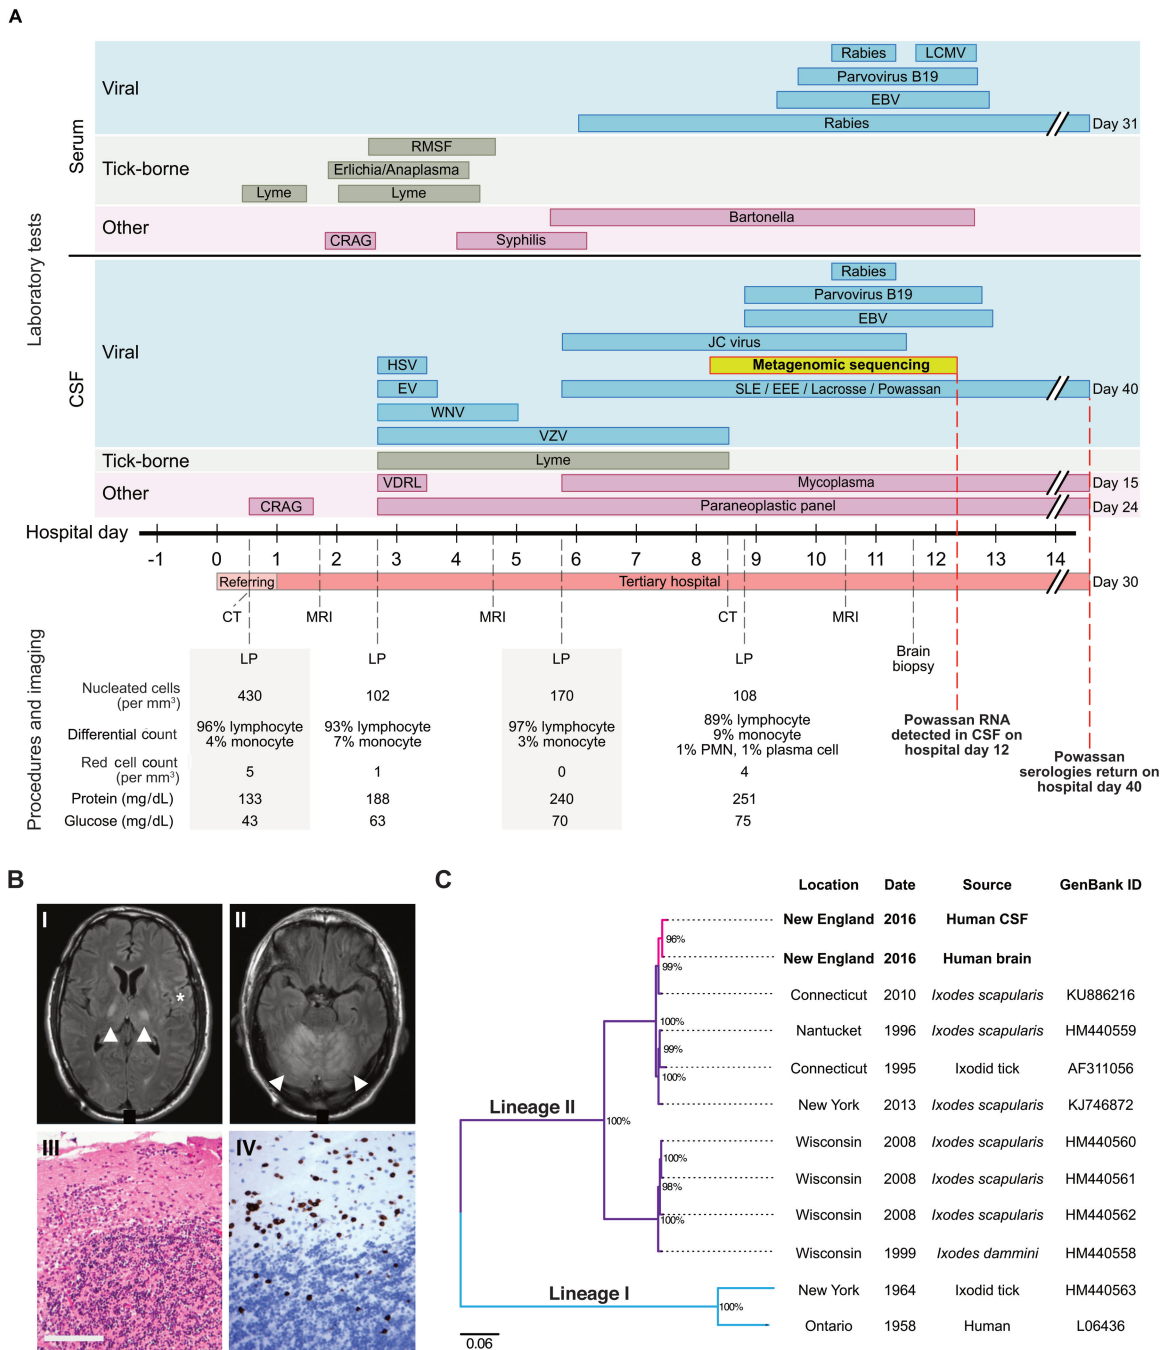 A
Laboratory tests
Serum
Viral
Rabies
LCMV
Parvovirus B19
EBV
Rabies
Day 31
Tick-borne
RMSF
Erlichia/Anaplasma
Lyme
Lyme
Other
Bartonella
CRAG
Syphilis
CSF
Viral
Rabies
Parvovirus B19
EBV
JC virus
HSV
Metagenomic sequencing
EV
SLE / EEE / Lacrosse / Powassan
Day 40
WNV
VZV
Tick-borne
Lyme
Other
VDRL
Mycoplasma
Day 15
CRAG
Paraneoplastic panel
Day 24
Hospital day
-1 0 1 2 3 4 5 6 7 8 9 10 11 12 13 14
Referring
Tertiary hospital
Day 30
Procedures and imaging
CT
MRI
MRI
CT
MRI
Brain
biopsy
LP LP LP LP
Nucleated cells
(per mm³)
430 102 170 108
Differential count
96% lymphocyte
4% monocyte
93% lymphocyte
7% monocyte
97% lymphocyte
3% monocyte
89% lymphocyte
9% monocyte
1% PMN, 1% plasma cell
Red cell count
(per mm³)
5 1 0 4
Protein (mg/dL) 133 188 240 251
Glucose (mg/dL) 43 63 70 75
Powassan RNA
detected in CSF on
hospital day 12
Powassan
serologies return on
hospital day 40
B
I
II
*
III
IV
C
Location Date Source GenBank ID
New England 2016 Human CSF
New England 2016 Human brain
Connecticut 2010 Ixodes scapularis KU886216
Nantucket 1996 Ixodes scapularis HM440559
Connecticut 1995 Ixodid tick AF311056
New York 2013 Ixodes scapularis KJ746872
Wisconsin 2008 Ixodes scapularis HM440560
Wisconsin 2008 Ixodes scapularis HM440561
Wisconsin 2008 Ixodes scapularis HM440562
Wisconsin 1999 Ixodes dammini HM440558
New York 1964 Ixodid tick HM440563
Ontario 1958 Human L06436
96%
99%
100%
99%
100%
Lineage II
100%
100%
98%
100%
Lineage I
100%
0.06